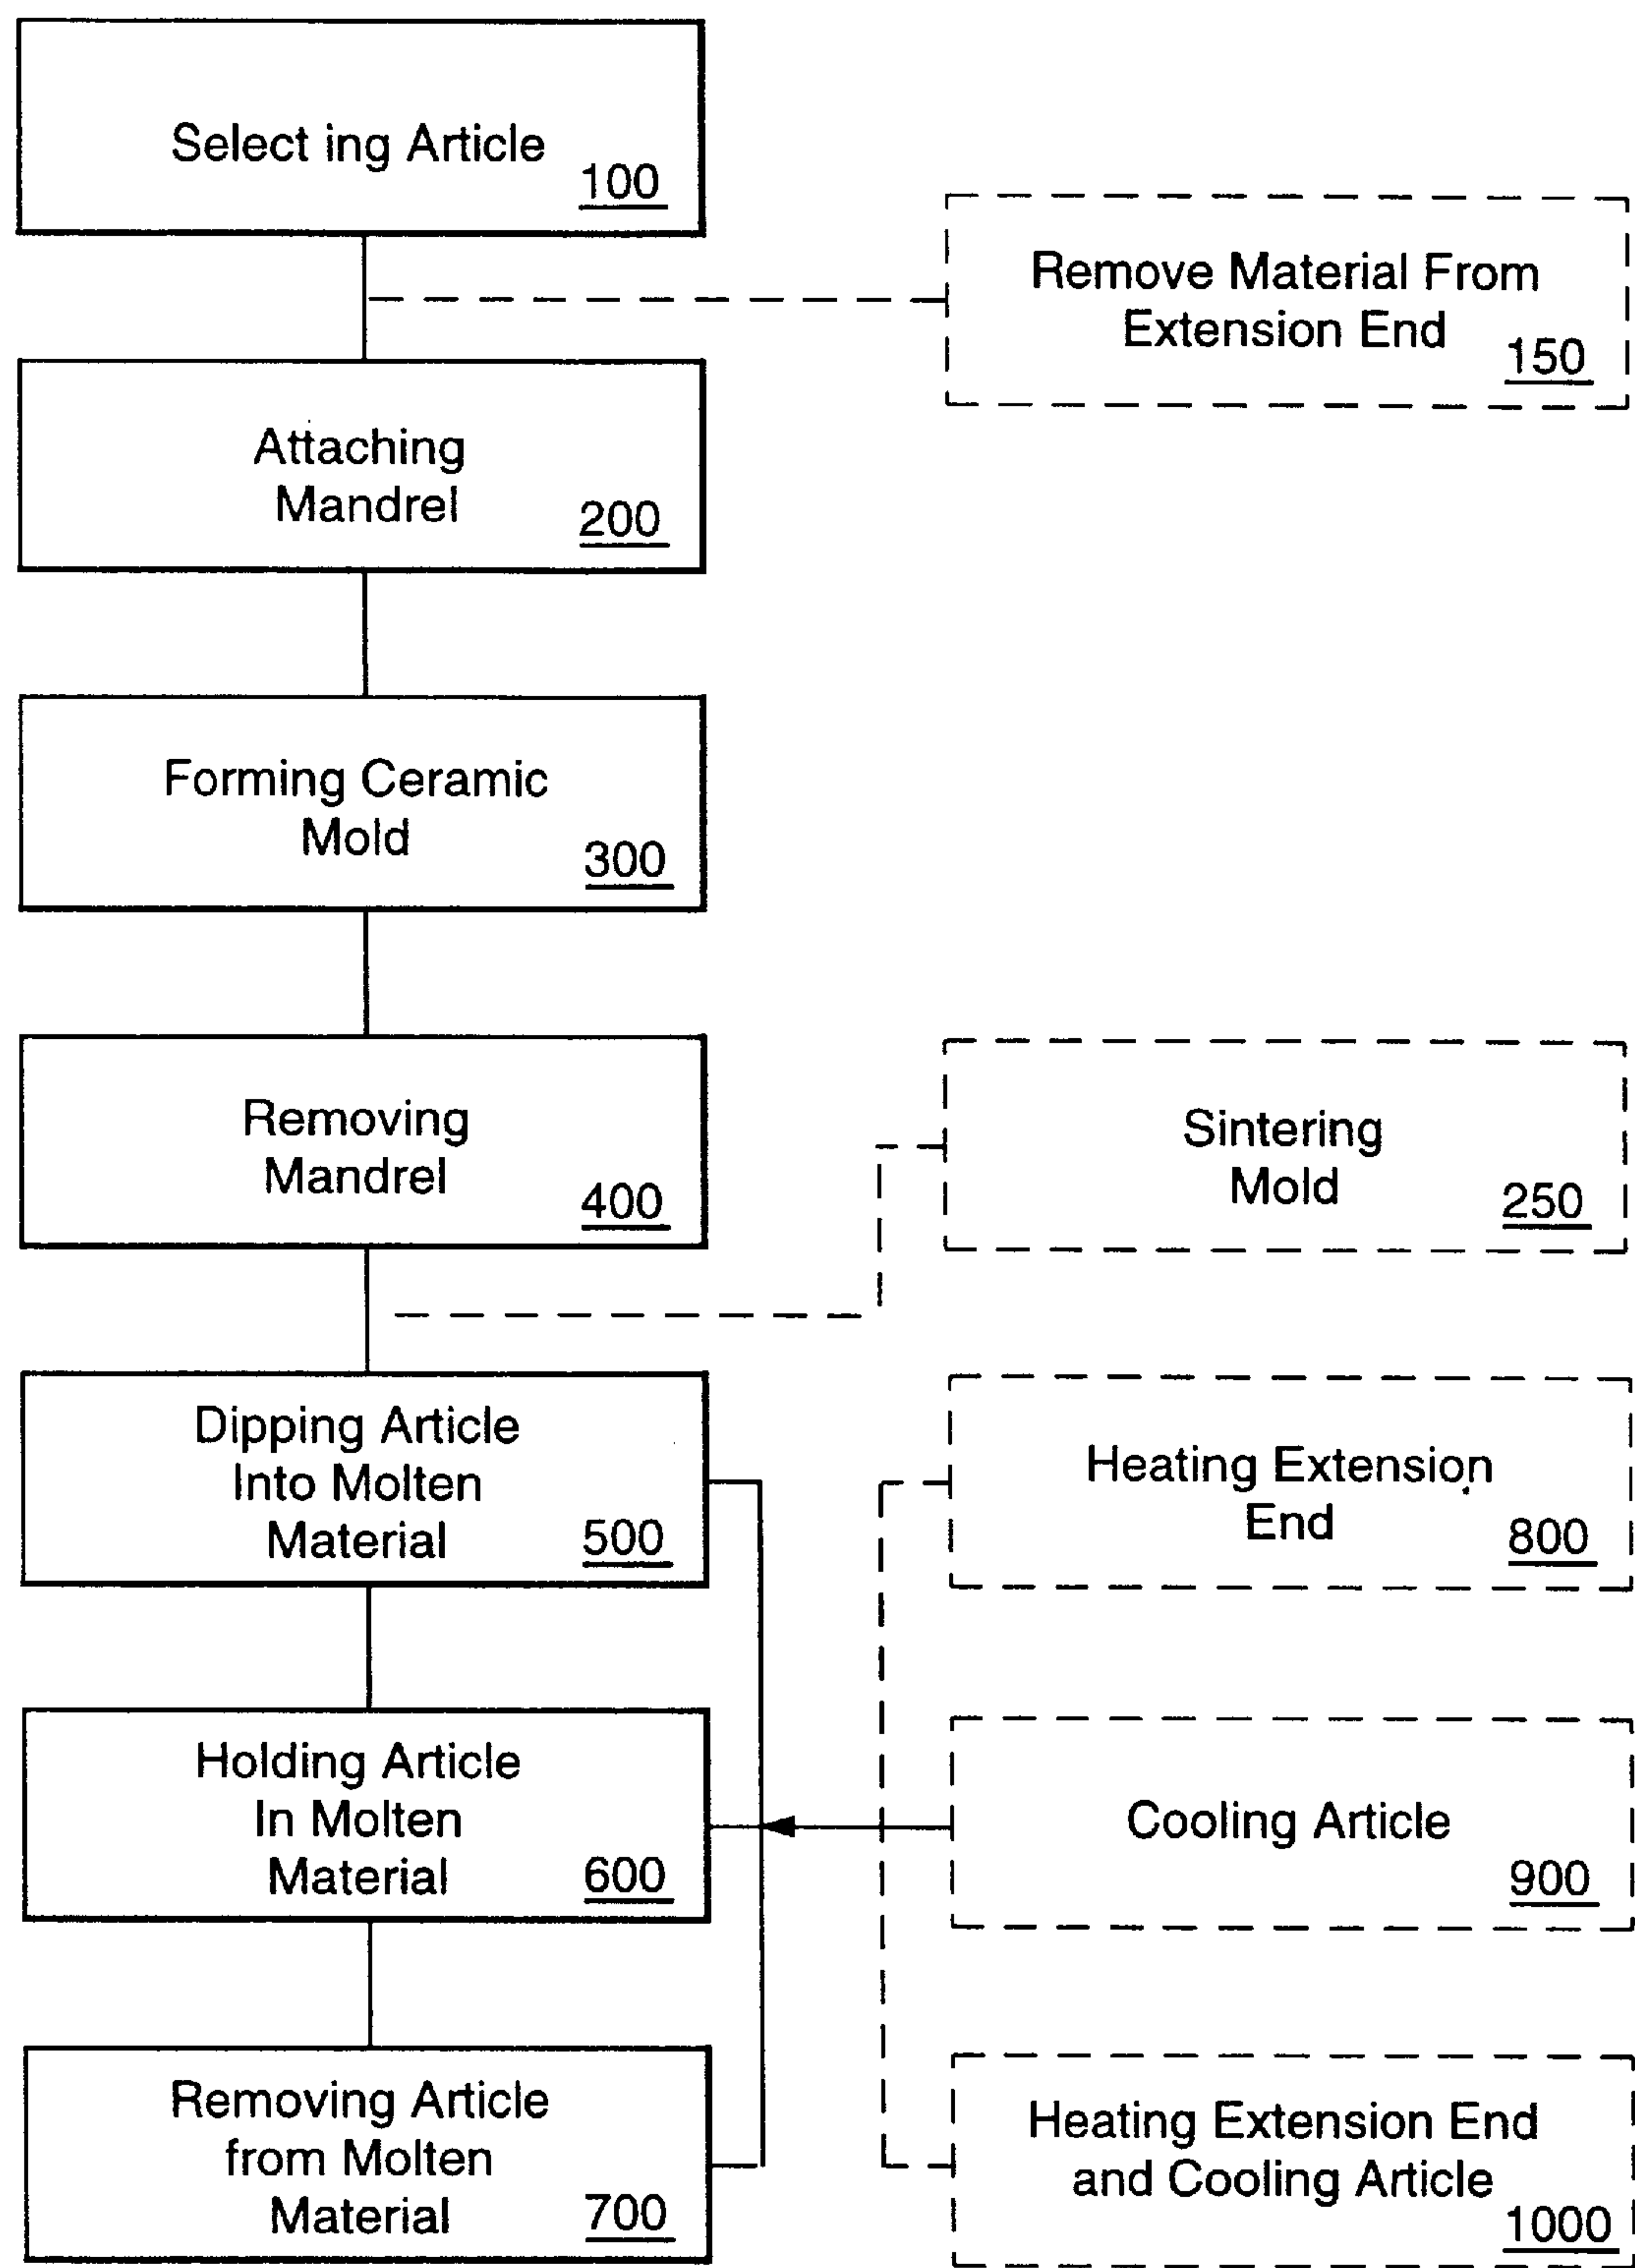 Select ing Article
100
Remove Material From
Extension End
150
Attaching
Mandrel
200
Forming Ceramic
Mold
300
Removing
Mandrel
400
Sintering
Mold
250
Dipping Article
Into Molten
Material
500
Heating Extension
End
800
Holding Article
In Molten
Material
600
Cooling Article
900
Removing Article
from Molten
Material
700
Heating Extension End
and Cooling Article
1000